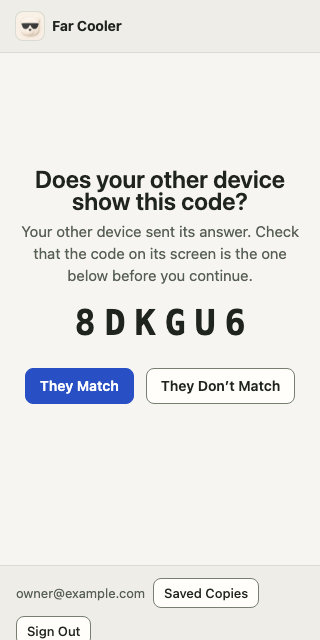 Far Cooler
Does your other device
show this code?
Your other device sent its answer. Check
that the code on its screen is the one
below before you continue.
8DKGU6
They Match
They Don’t Match
owner@example.com
Saved Copies
Sign Out